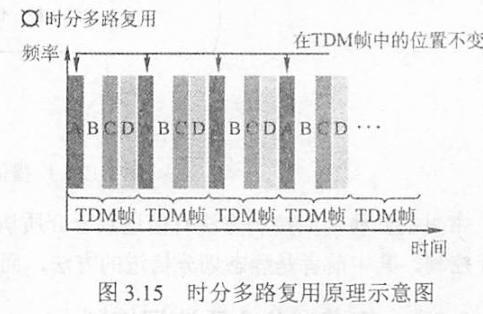 时分多路复用
频率
在TDM帧中的位置不变
A B C D A B C D A B C D A B C D ···
TDM帧 TDM帧 TDM帧 TDM帧 TDM帧
时间
图 3.15 时分多路复用原理示意图